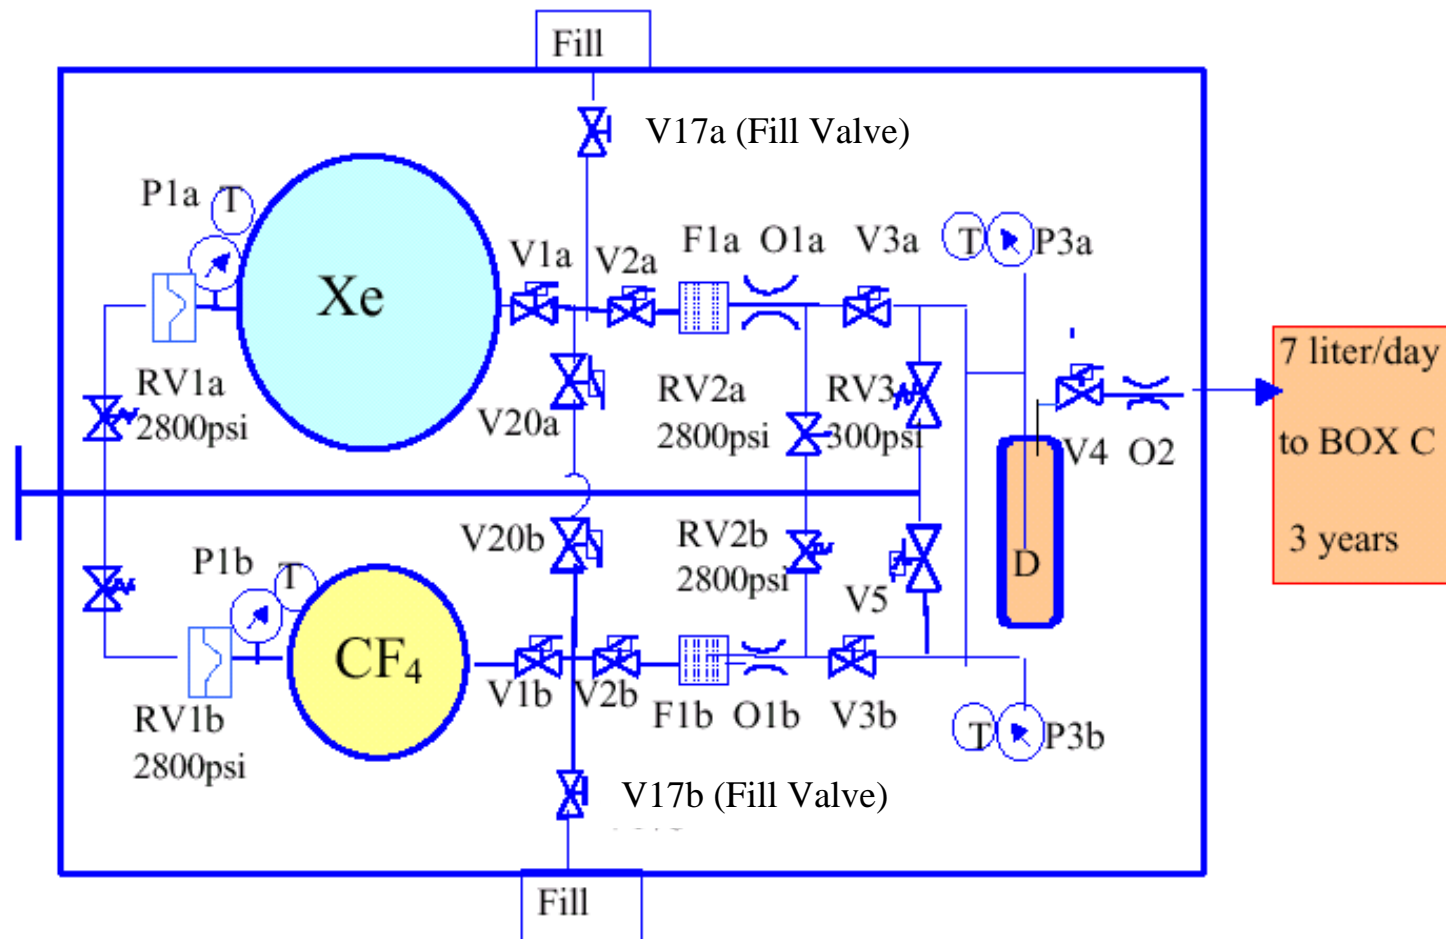 Fill
V17a (Fill Valve)
P1a T
Xe
V1a
V2a
F1a O1a V3a
T P3a
RV1a
2800psi
V20a
RV2a
2800psi
RV3
300psi
V4 O2
7 liter/day
to BOX C
3 years
V20b
RV2b
2800psi
V5
D
P1b T
CF4
V1b V2b
F1b O1b V3b
T P3b
RV1b
2800psi
V17b (Fill Valve)
Fill